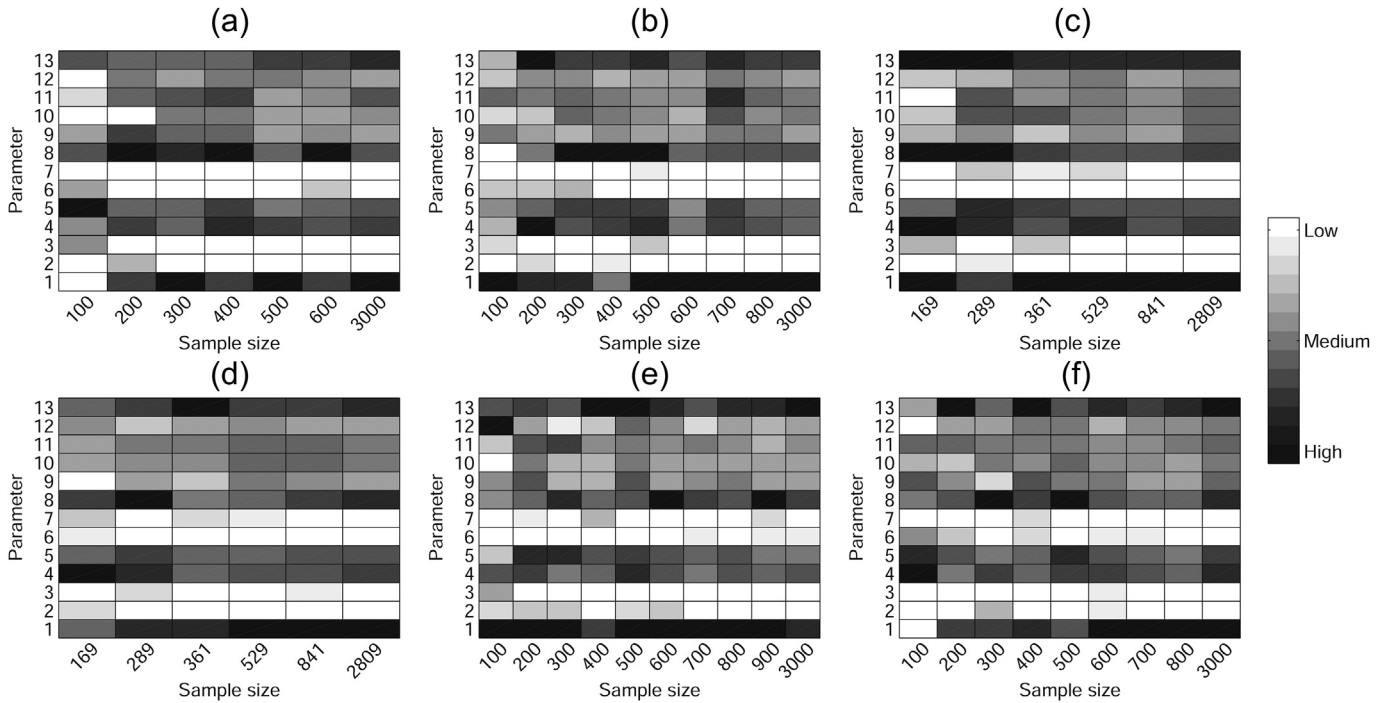 (a)
Parameter
13
12
11
10
9
8
7
6
5
4
3
2
1
100 200 300 400 500 600 3000
Sample size
(b)
Parameter
13
12
11
10
9
8
7
6
5
4
3
2
1
100 200 300 400 500 600 700 800 3000
Sample size
(c)
Parameter
13
12
11
10
9
8
7
6
5
4
3
2
1
169 289 361 529 841 2809
Sample size
Low
Medium
High
(d)
Parameter
13
12
11
10
9
8
7
6
5
4
3
2
1
169 289 361 529 841 2809
Sample size
(e)
Parameter
13
12
11
10
9
8
7
6
5
4
3
2
1
100 200 300 400 500 600 700 800 900 3000
Sample size
(f)
Parameter
13
12
11
10
9
8
7
6
5
4
3
2
1
100 200 300 400 500 600 700 800 3000
Sample size